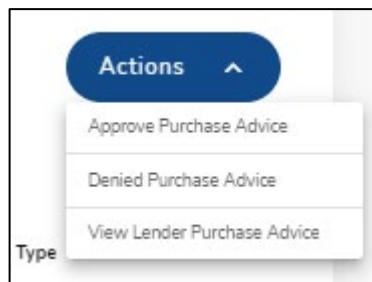 Actions
Approve Purchase Advice
Denied Purchase Advice
View Lender Purchase Advice
Type